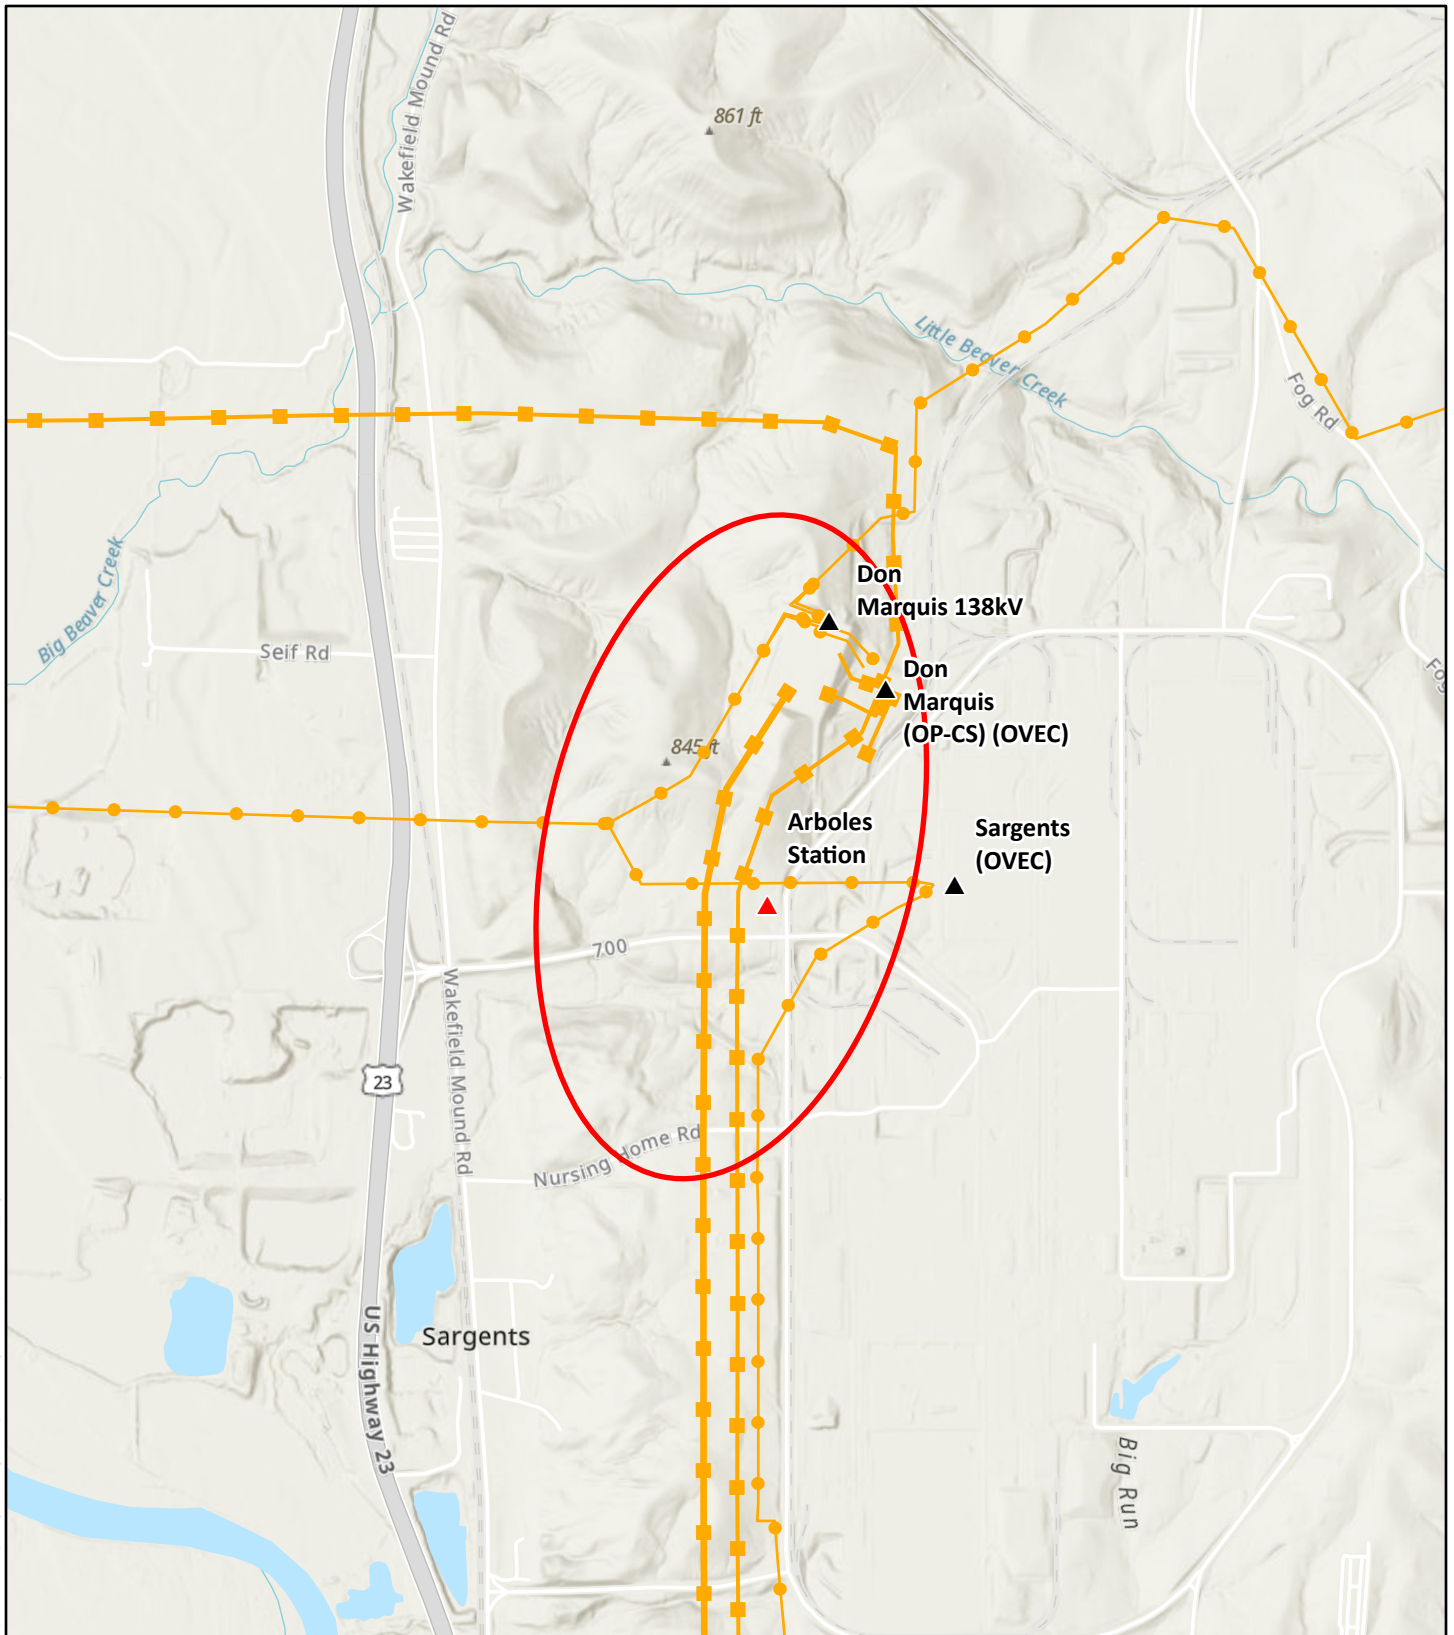 Wakefield Mound Rd
861 ft
Little Beaver Creek
Fog Rd
Big Beaver Creek
Don
Marquis 138kV
Seif Rd
Don
Marquis
(OP-CS) (OVEC)
Fog
845 ft
Arboles
Station
Sargents
(OVEC)
700
Wakefield Mound Rd
23
Nursing Home Rd
US Highway 23
Sargents
Big Run